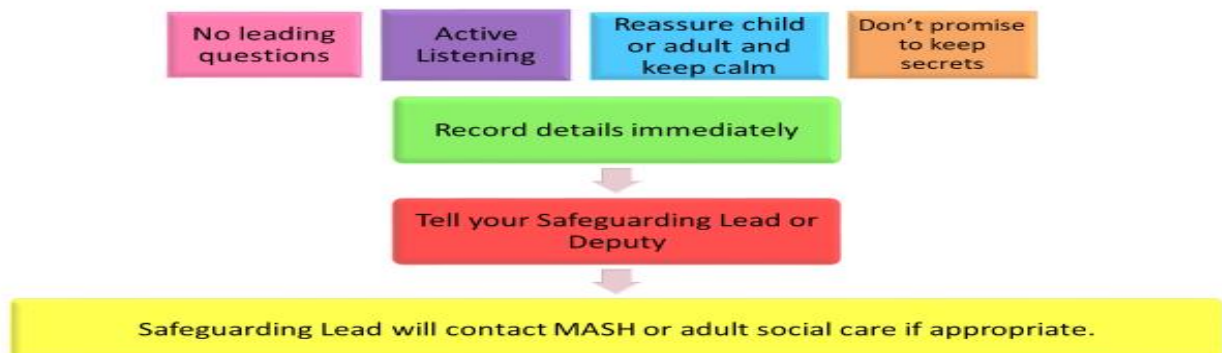 No leading
questions
Active
Listening
Reassure child
or adult and
keep calm
Don't promise
to keep
secrets
Record details immediately
Tell your Safeguarding Lead or
Deputy
Safeguarding Lead will contact MASH or adult social care if appropriate.